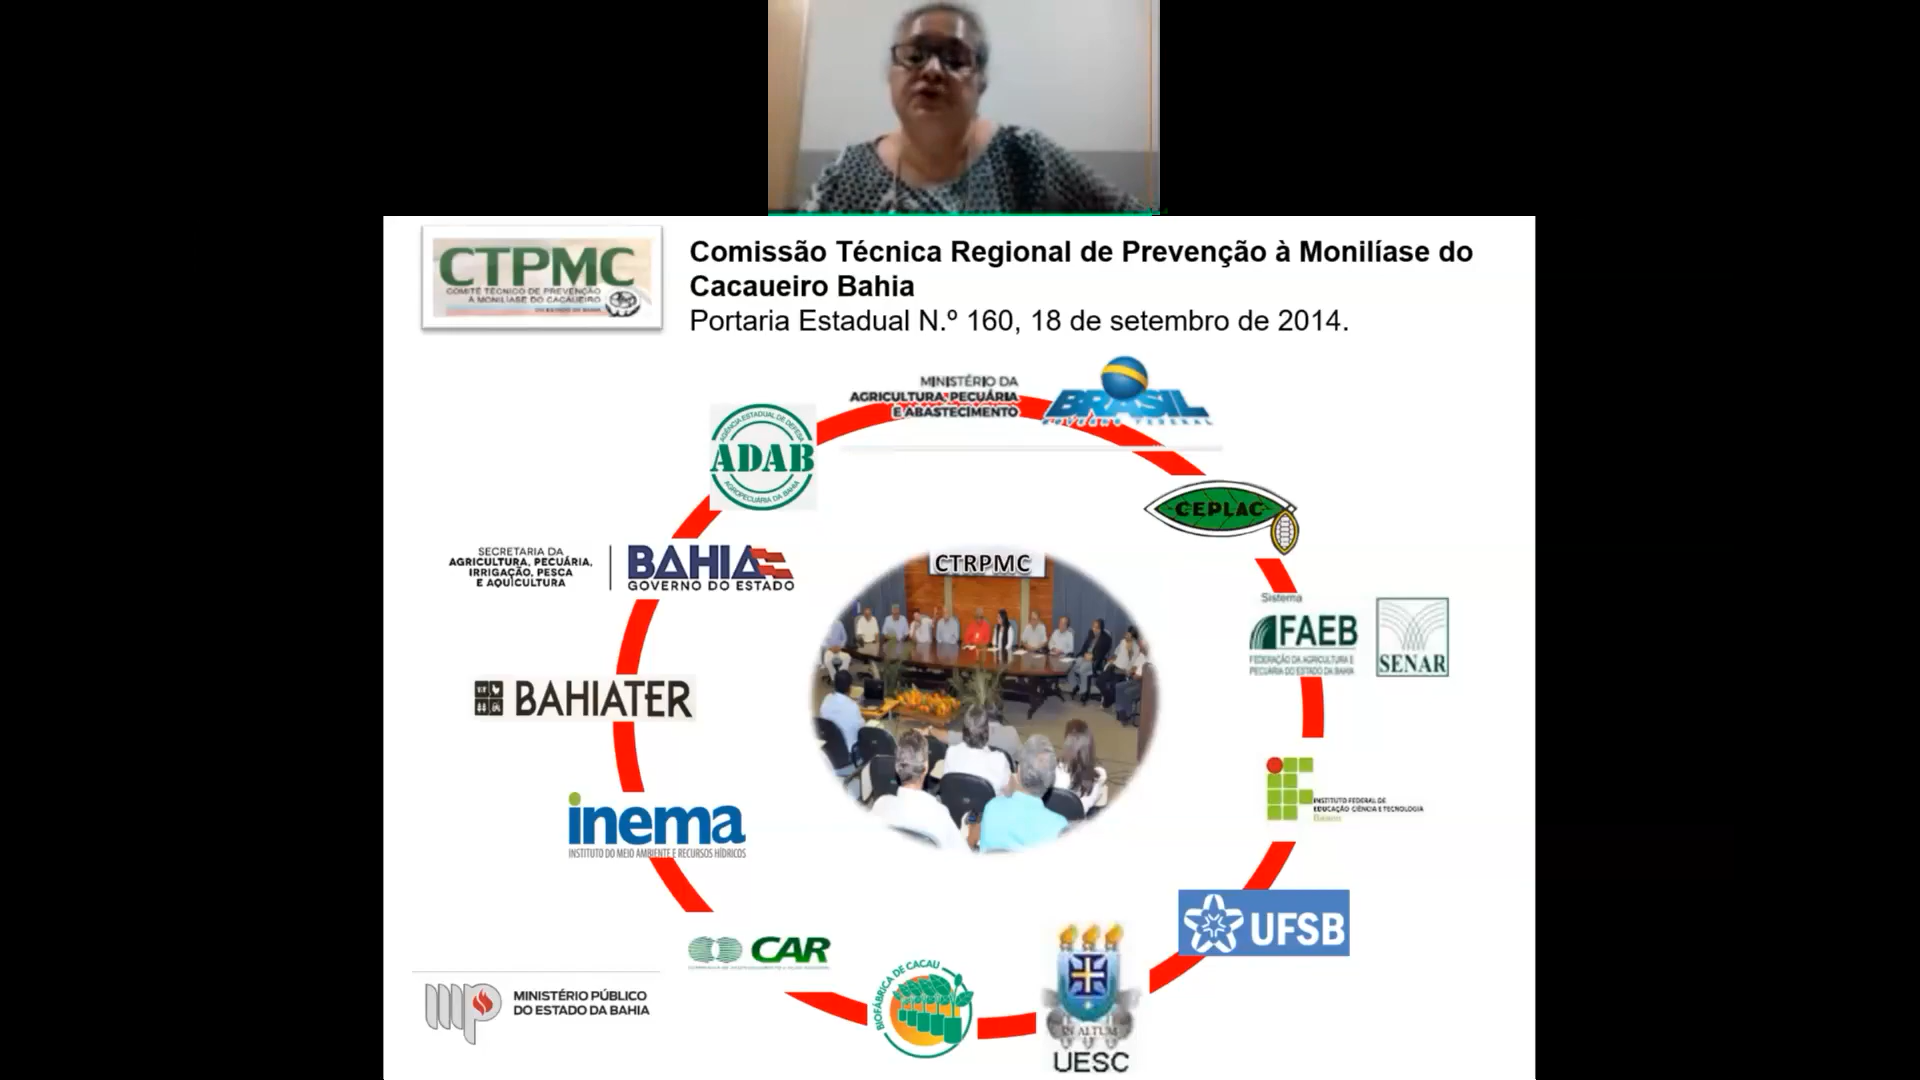 CTPMC
COMITÊ TÉCNICO DE PREVENÇÃO
À MONILÍASE DO CACAUEIRO
Comissão Técnica Regional de Prevenção à Monilíase do
Cacaueiro Bahia
Portaria Estadual N.º 160, 18 de setembro de 2014.
MINISTÉRIO DA
AGRICULTURA, PECUÁRIA
E ABASTECIMENTO
BRASIL
GOVERNO FEDERAL
AGÊNCIA ESTADUAL DE DEFESA
ADAB
AGROPECUÁRIA DA BAHIA
CEPLAC
SECRETARIA DA
AGRICULTURA, PECUÁRIA,
IRRIGAÇÃO, PESCA
E AQUICULTURA
BAHIA
GOVERNO DO ESTADO
CTRPMC
Sistema
FAEB
FEDERAÇÃO DA AGRICULTURA E
PECUÁRIA DO ESTADO DA BAHIA
SENAR
BAHIATER
INSTITUTO FEDERAL DE
EDUCAÇÃO CIÊNCIA E TECNOLOGIA
Baiano
inema
INSTITUTO DO MEIO AMBIENTE E RECURSOS HÍDRICOS
UFSB
CAR
BIOFÁBRICA DE CACAU
IN ALTUM
UESC
MINISTÉRIO PÚBLICO
DO ESTADO DA BAHIA